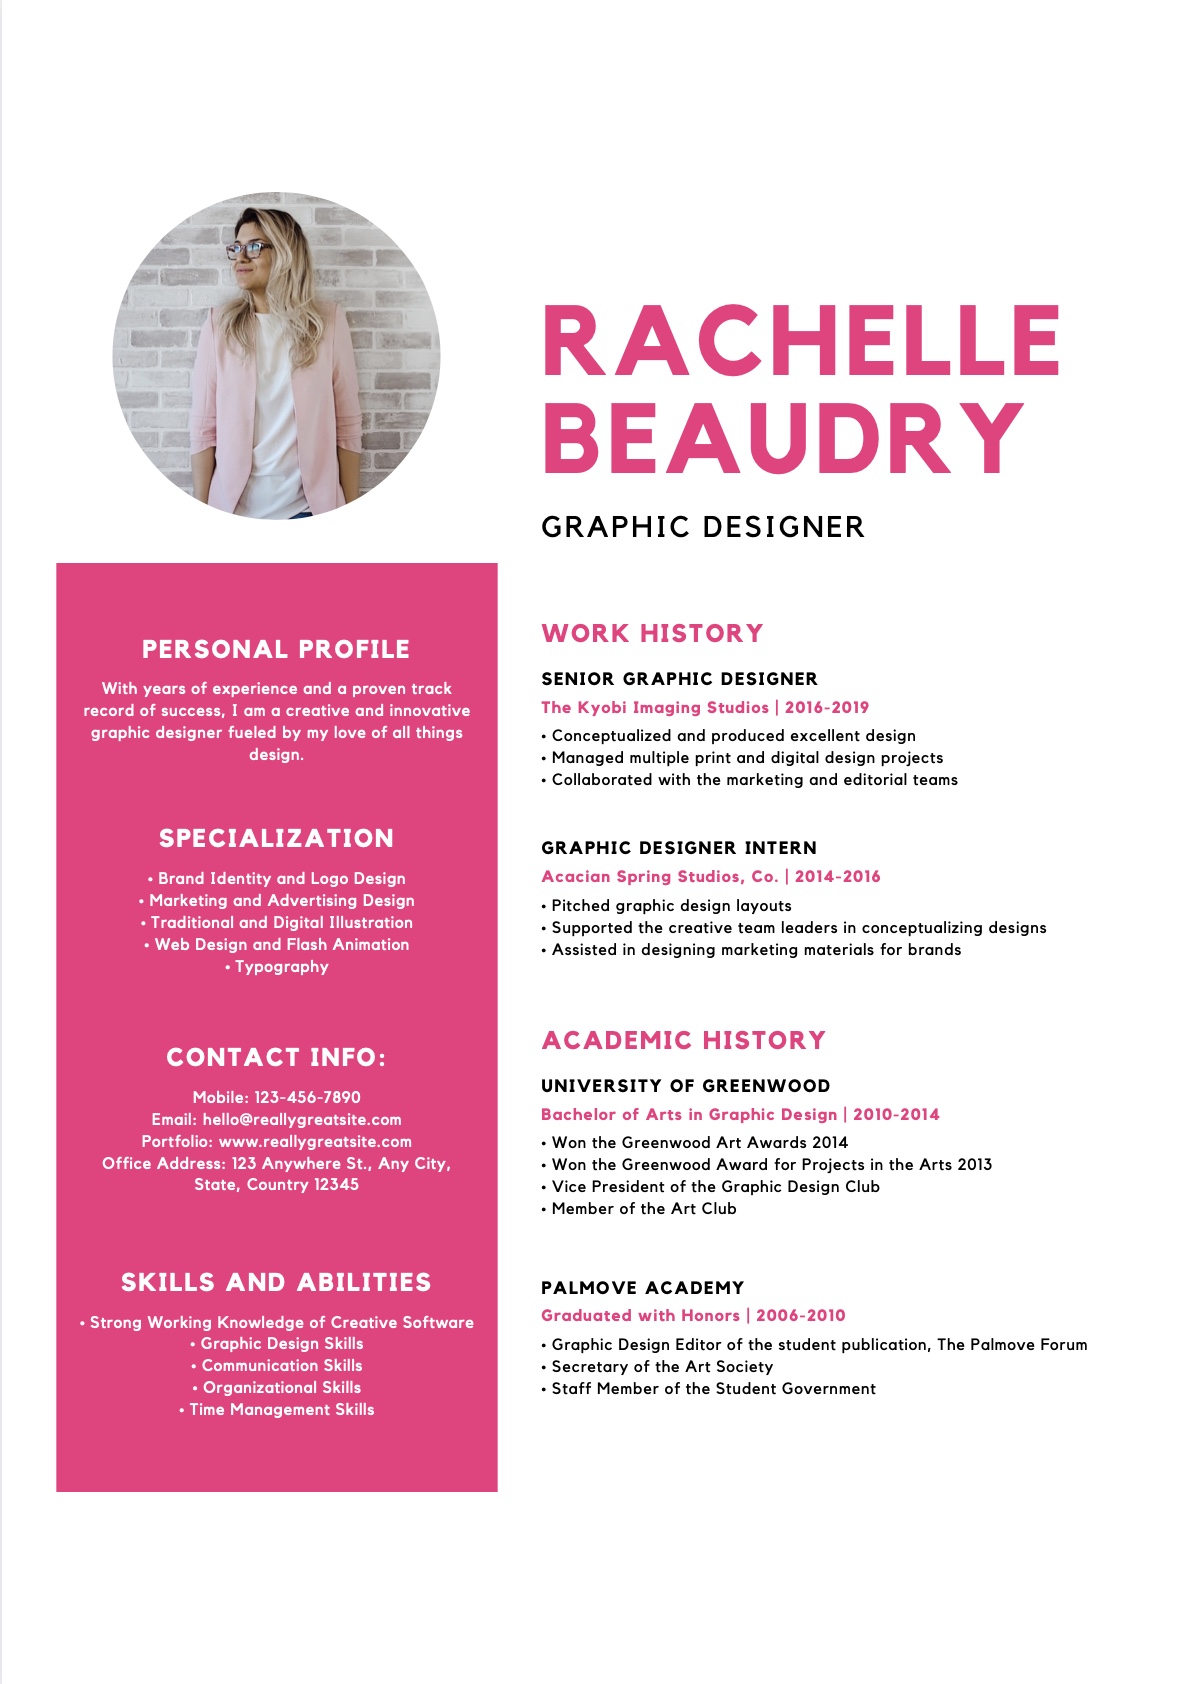 RACHELLE
BEAUDRY
GRAPHIC DESIGNER
PERSONAL PROFILE
With years of experience and a proven track
record of success, I am a creative and innovative
graphic designer fueled by my love of all things
design.
SPECIALIZATION
• Brand Identity and Logo Design
• Marketing and Advertising Design
• Traditional and Digital Illustration
• Web Design and Flash Animation
• Typography
CONTACT INFO:
Mobile: 123-456-7890
Email: hello@reallygreatsite.com
Portfolio: www.reallygreatsite.com
Office Address: 123 Anywhere St., Any City,
State, Country 12345
SKILLS AND ABILITIES
• Strong Working Knowledge of Creative Software
• Graphic Design Skills
• Communication Skills
• Organizational Skills
• Time Management Skills
WORK HISTORY
SENIOR GRAPHIC DESIGNER
The Kyobi Imaging Studios | 2016-2019
• Conceptualized and produced excellent design
• Managed multiple print and digital design projects
• Collaborated with the marketing and editorial teams
GRAPHIC DESIGNER INTERN
Acacian Spring Studios, Co. | 2014-2016
• Pitched graphic design layouts
• Supported the creative team leaders in conceptualizing designs
• Assisted in designing marketing materials for brands
ACADEMIC HISTORY
UNIVERSITY OF GREENWOOD
Bachelor of Arts in Graphic Design | 2010-2014
• Won the Greenwood Art Awards 2014
• Won the Greenwood Award for Projects in the Arts 2013
• Vice President of the Graphic Design Club
• Member of the Art Club
PALMOVE ACADEMY
Graduated with Honors | 2006-2010
• Graphic Design Editor of the student publication, The Palmove Forum
• Secretary of the Art Society
• Staff Member of the Student Government